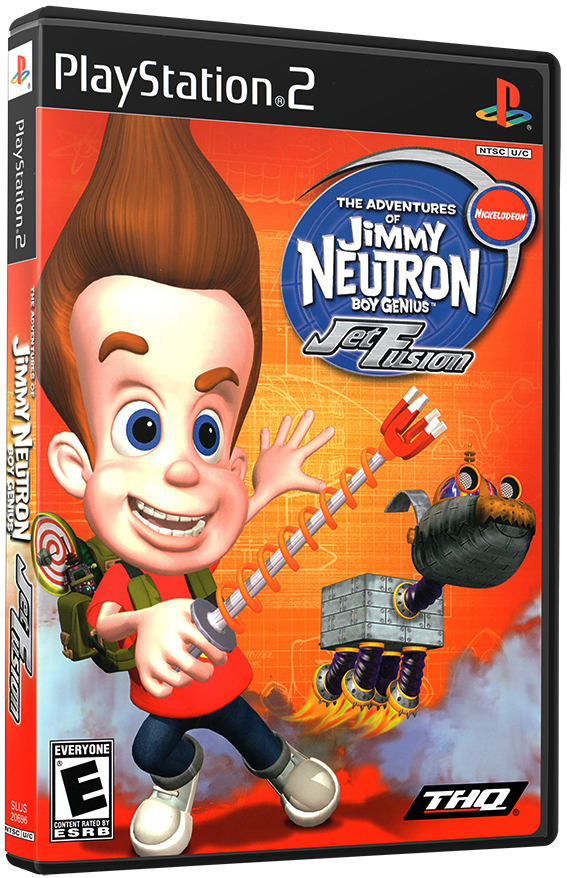 PlayStation®2
NTSC U/C
THE ADVENTURES
OF
JIMMY
NEUTRON
BOY GENIUS™
Jet Fusion
NICKELODEON®
EVERYONE
E
CONTENT RATED BY
ESRB
THQ®
PlayStation®2
THE ADVENTURES OF
JIMMY NEUTRON
BOY GENIUS
Jet Fusion
SLUS
20696
NTSC U/C